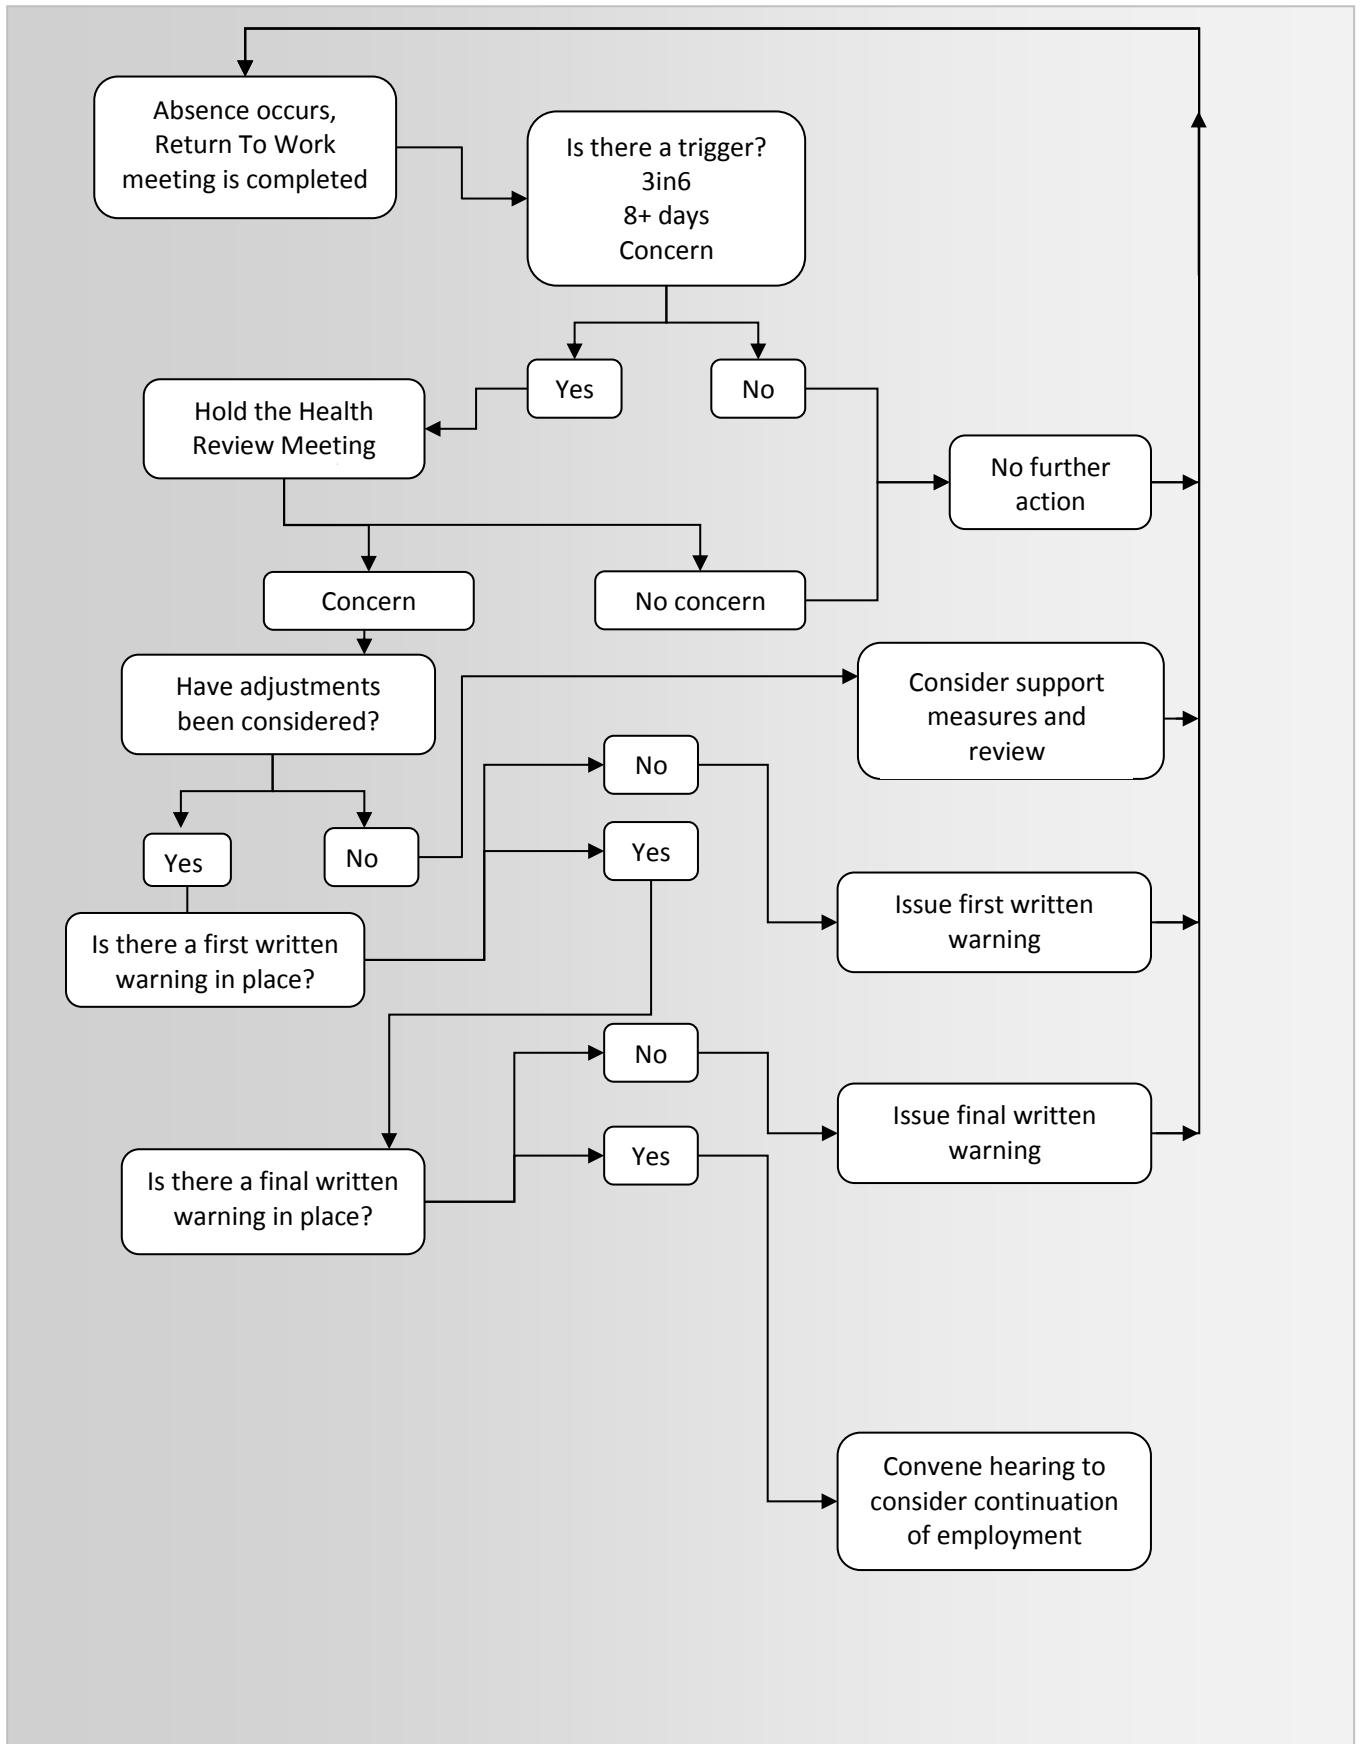 Absence occurs,
Return To Work
meeting is completed
Is there a trigger?
3in6
8+ days
Concern
Yes
No
Hold the Health
Review Meeting
No further
action
Concern
No concern
Have adjustments
been considered?
Consider support
measures and
review
No
Yes
No
Yes
Issue first written
warning
Is there a first written
warning in place?
No
Issue final written
warning
Yes
Is there a final written
warning in place?
Convene hearing to
consider continuation
of employment